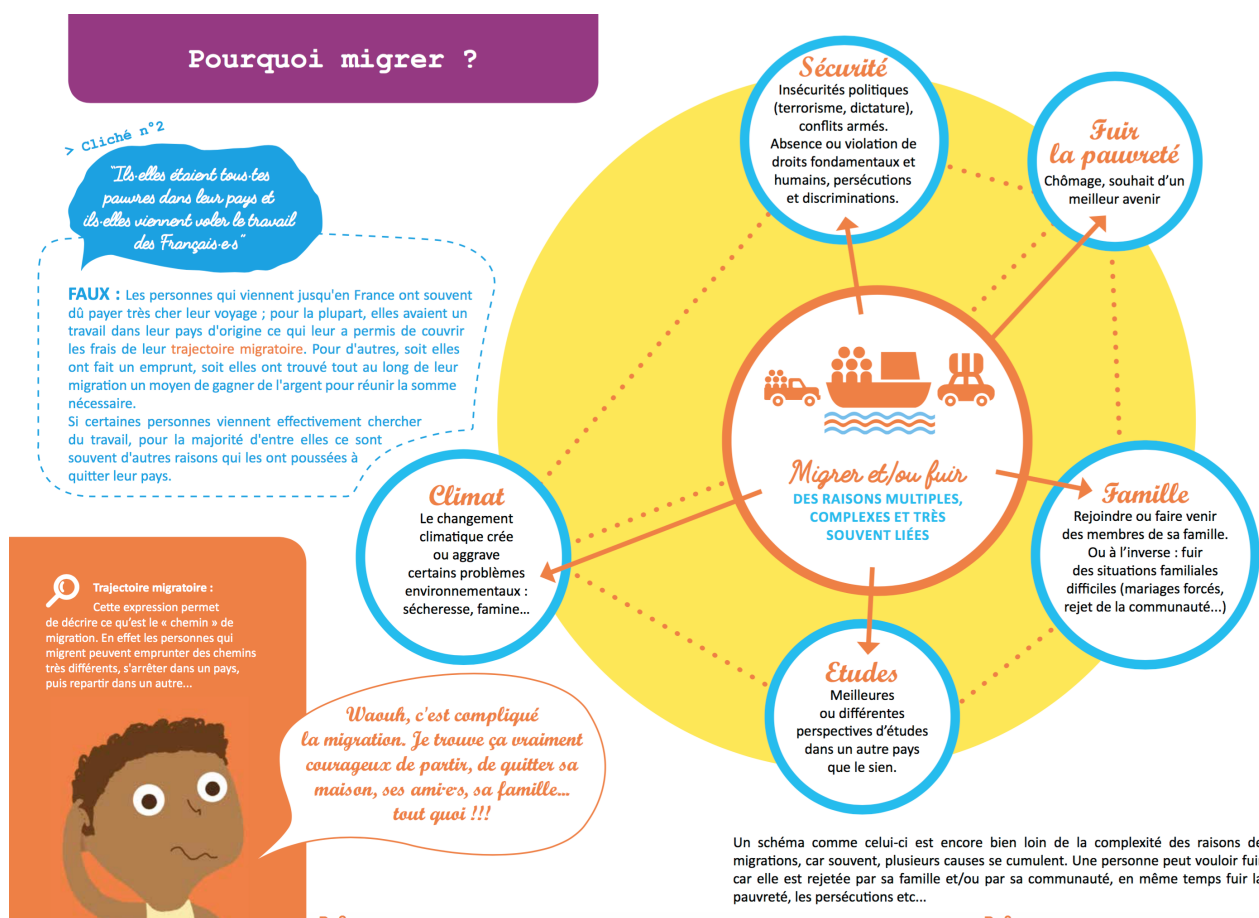 Pourquoi migrer ?
> Cliché n°2
"Ils·elles étaient tous·tes
pauvres dans leur pays et
ils·elles viennent voler le travail
des Français·e·s"
FAUX : Les personnes qui viennent jusqu'en France ont souvent
dû payer très cher leur voyage ; pour la plupart, elles avaient un
travail dans leur pays d'origine ce qui leur a permis de couvrir
les frais de leur trajectoire migratoire. Pour d'autres, soit elles
ont fait un emprunt, soit elles ont trouvé tout au long de leur
migration un moyen de gagner de l'argent pour réunir la somme
nécessaire.
Si certaines personnes viennent effectivement chercher
du travail, pour la majorité d'entre elles ce sont
souvent d'autres raisons qui les ont poussées à
quitter leur pays.
Trajectoire migratoire :
Cette expression permet
de décrire ce qu'est le « chemin » de
migration. En effet les personnes qui
migrent peuvent emprunter des chemins
très différents, s'arrêter dans un pays,
puis repartir dans un autre...
Waouh, c'est compliqué
la migration. Je trouve ça vraiment
courageux de partir, de quitter sa
maison, ses ami·e·s, sa famille...
tout quoi !!!
Sécurité
Insécurités politiques
(terrorisme, dictature),
conflits armés.
Absence ou violation de
droits fondamentaux et
humains, persécutions
et discriminations.
Fuir
la pauvreté
Chômage, souhait d'un
meilleur avenir
Migrer et/ou fuir
DES RAISONS MULTIPLES,
COMPLEXES ET TRÈS
SOUVENT LIÉES
Climat
Le changement
climatique crée
ou aggrave
certains problèmes
environnementaux :
sécheresse, famine...
Famille
Rejoindre ou faire venir
des membres de sa famille.
Ou à l'inverse : fuir
des situations familiales
difficiles (mariages forcés,
rejet de la communauté...)
Etudes
Meilleures
ou différentes
perspectives d'études
dans un autre pays
que le sien.
Un schéma comme celui-ci est encore bien loin de la complexité des raisons de
migrations, car souvent, plusieurs causes se cumulent. Une personne peut vouloir fuir
car elle est rejetée par sa famille et/ou par sa communauté, en même temps fuir la
pauvreté, les persécutions etc...